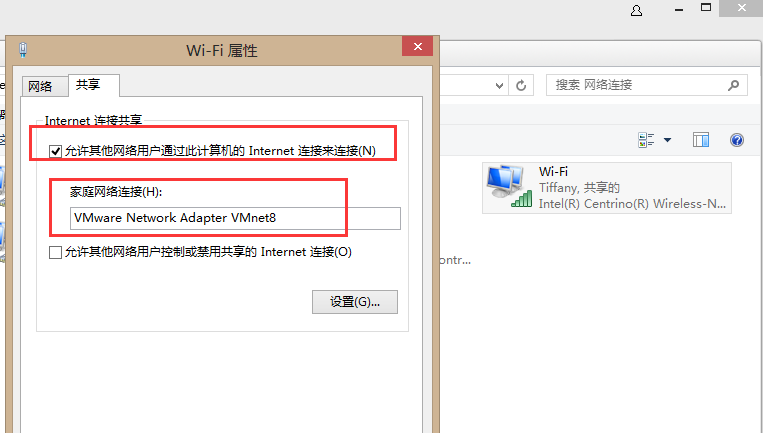 Wi-Fi 属性
网络
共享
搜索 网络连接
Internet 连接共享
允许其他网络用户通过此计算机的 Internet 连接来连接(N)
家庭网络连接(H):
VMware Network Adapter VMnet8
允许其他网络用户控制或禁用共享的 Internet 连接(O)
设置(G)...
Wi-Fi
Tiffany, 共享的
Intel(R) Centrino(R) Wireless-N...
ontr...